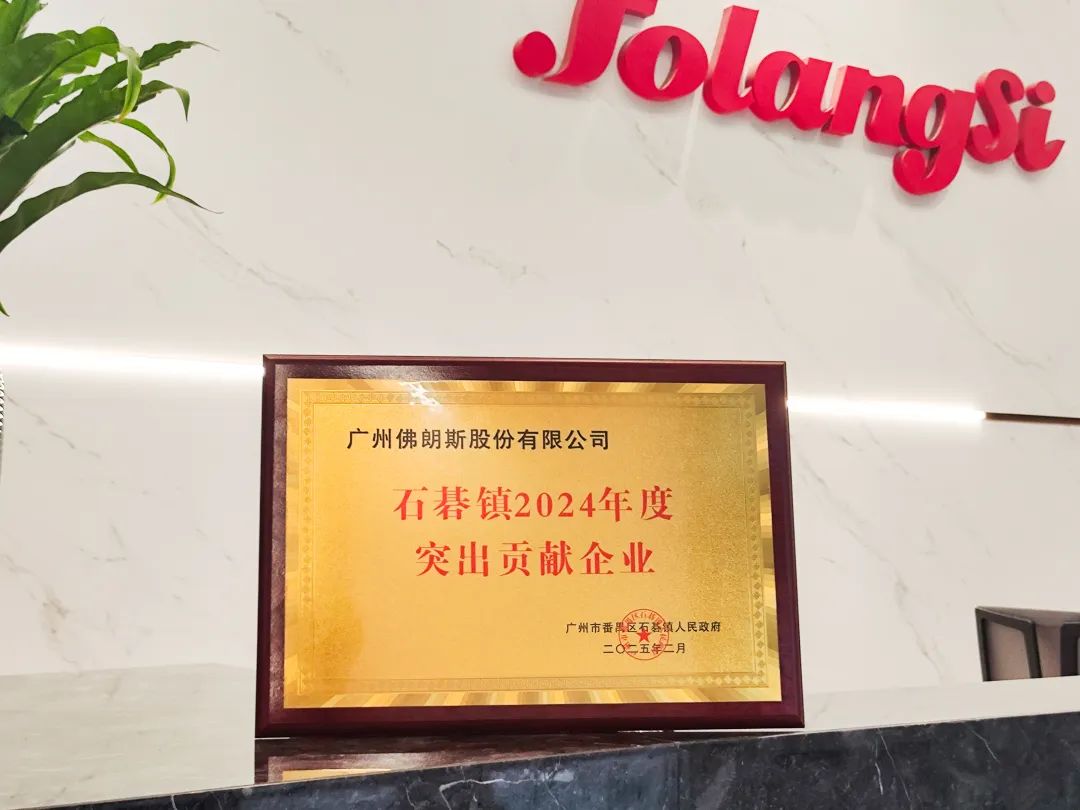 FolangSi
广州佛朗斯股份有限公司
石碁镇2024年度
突出贡献企业
广州市番禺区石碁镇人民政府
二〇二五年二月